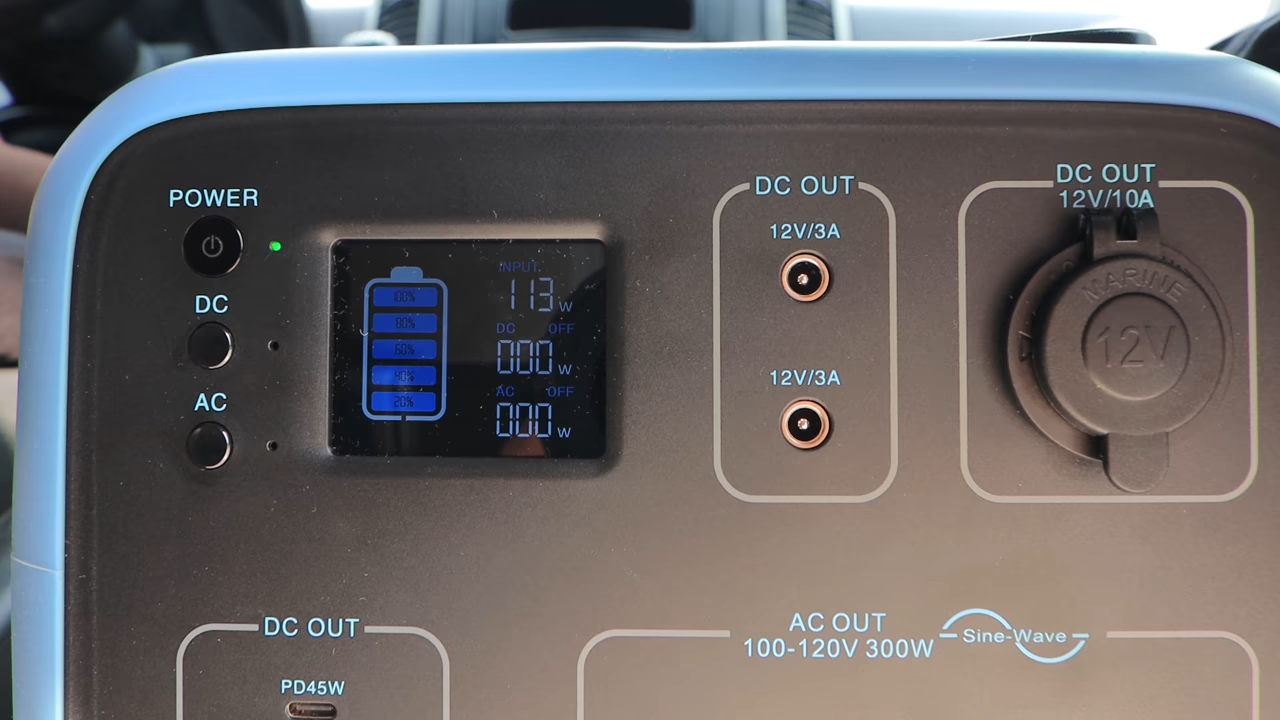 POWER
DC
AC
100%
80%
60%
40%
20%
INPUT
113 W
DC OFF
000 W
AC OFF
000 W
DC OUT
12V/3A
12V/3A
DC OUT
12V/10A
MARINE
12V
DC OUT
PD45W
AC OUT
100-120V 300W
Sine-Wave